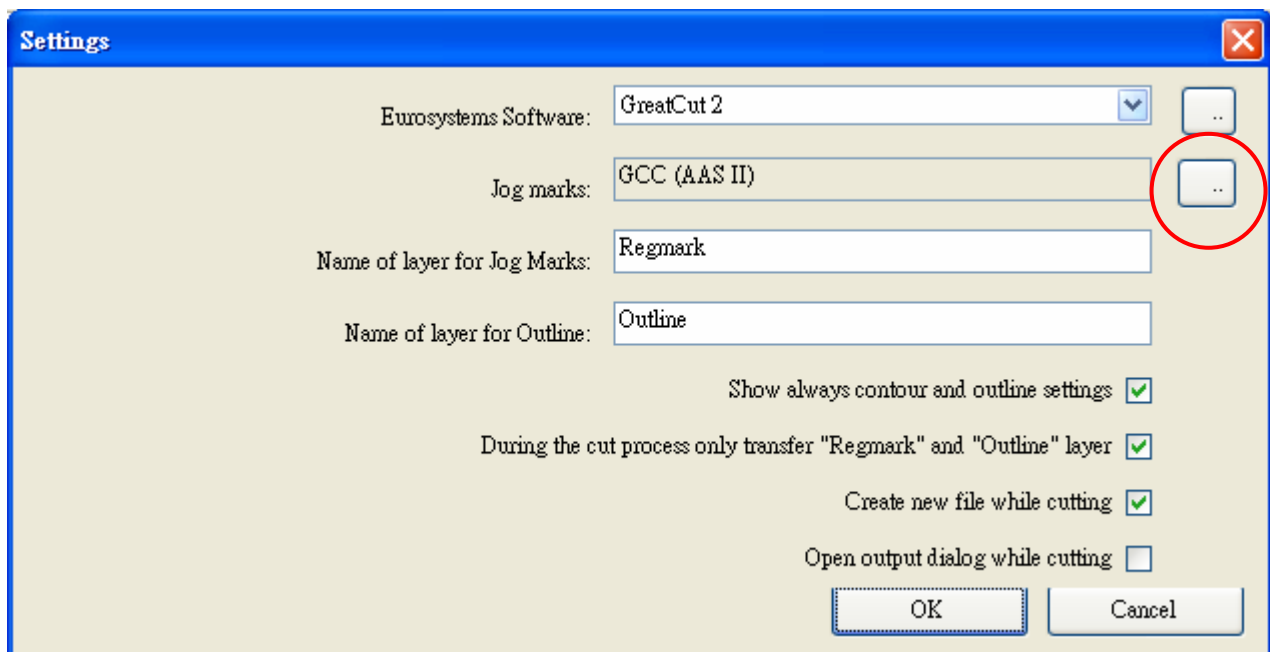 Settings
Eurosystems Software: GreatCut 2 ..
Jog marks: GCC (AAS II) ..
Name of layer for Jog Marks: Regmark
Name of layer for Outline: Outline
Show always contour and outline settings
During the cut process only transfer "Regmark" and "Outline" layer
Create new file while cutting
Open output dialog while cutting
OK Cancel